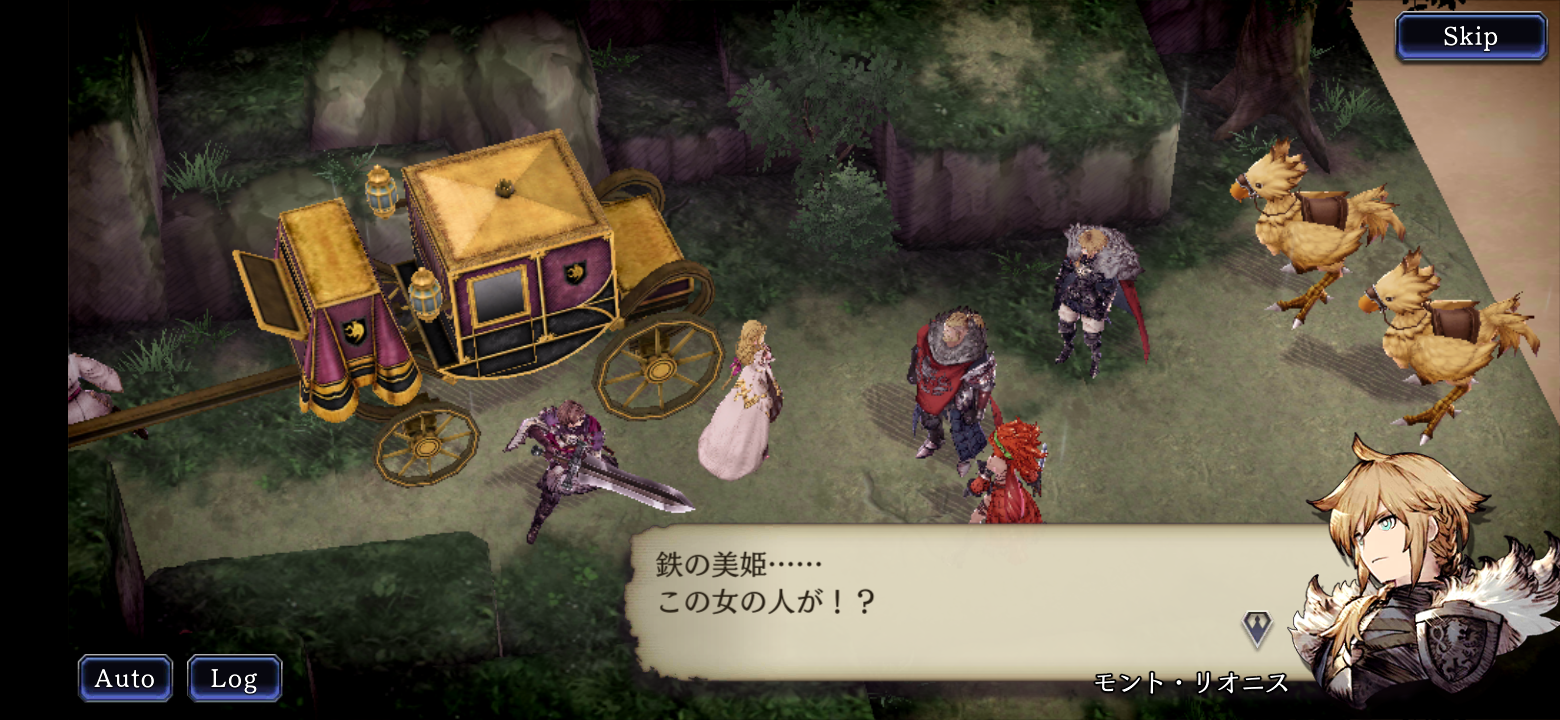 Skip
鉄の美姫……
この女の人が！？
モント・リオニス
Auto
Log